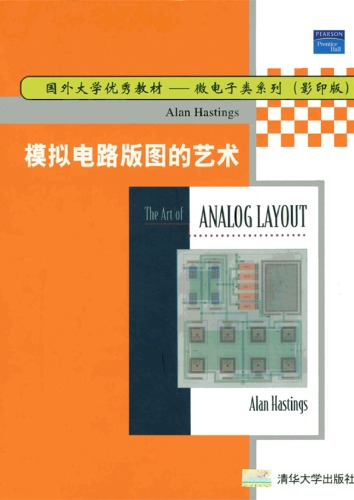 PEARSON
Prentice
Hall
国外大学优秀教材 —— 微电子类系列 (影印版)
Alan Hastings
模拟电路版图的艺术
The Art of
ANALOG LAYOUT
Alan Hastings
清华大学出版社